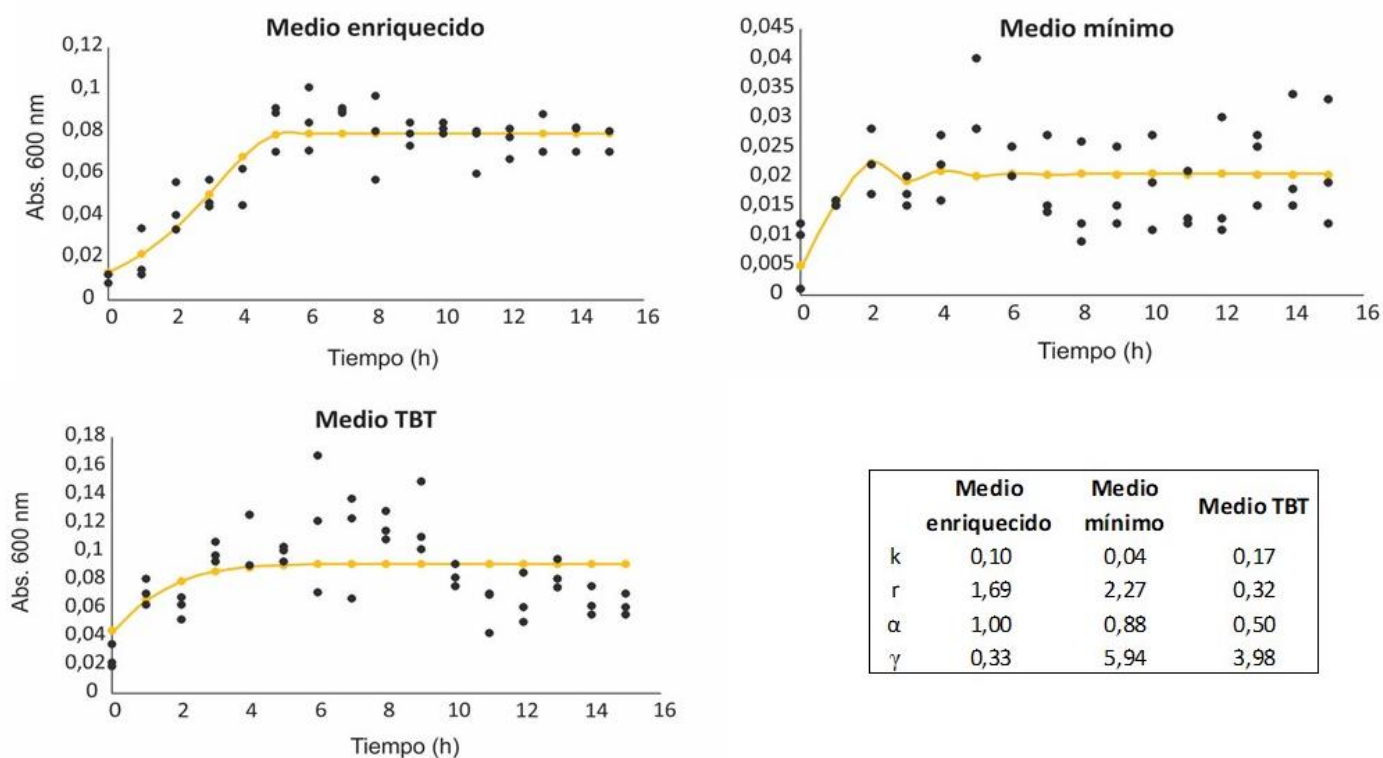 Medio enriquecido
0,12
0,1
0,08
0,06
0,04
0,02
0
Abs. 600 nm
0 2 4 6 8 10 12 14 16
Tiempo (h)
Medio mínimo
0,045
0,04
0,035
0,03
0,025
0,02
0,015
0,01
0,005
0
0 2 4 6 8 10 12 14 16
Tiempo (h)
Medio TBT
0,18
0,16
0,14
0,12
0,1
0,08
0,06
0,04
0,02
0
Abs. 600 nm
0 2 4 6 8 10 12 14 16
Tiempo (h)
Medio Medio Medio TBT
enriquecido mínimo
k 0,10 0,04 0,17
r 1,69 2,27 0,32
α 1,00 0,88 0,50
γ 0,33 5,94 3,98